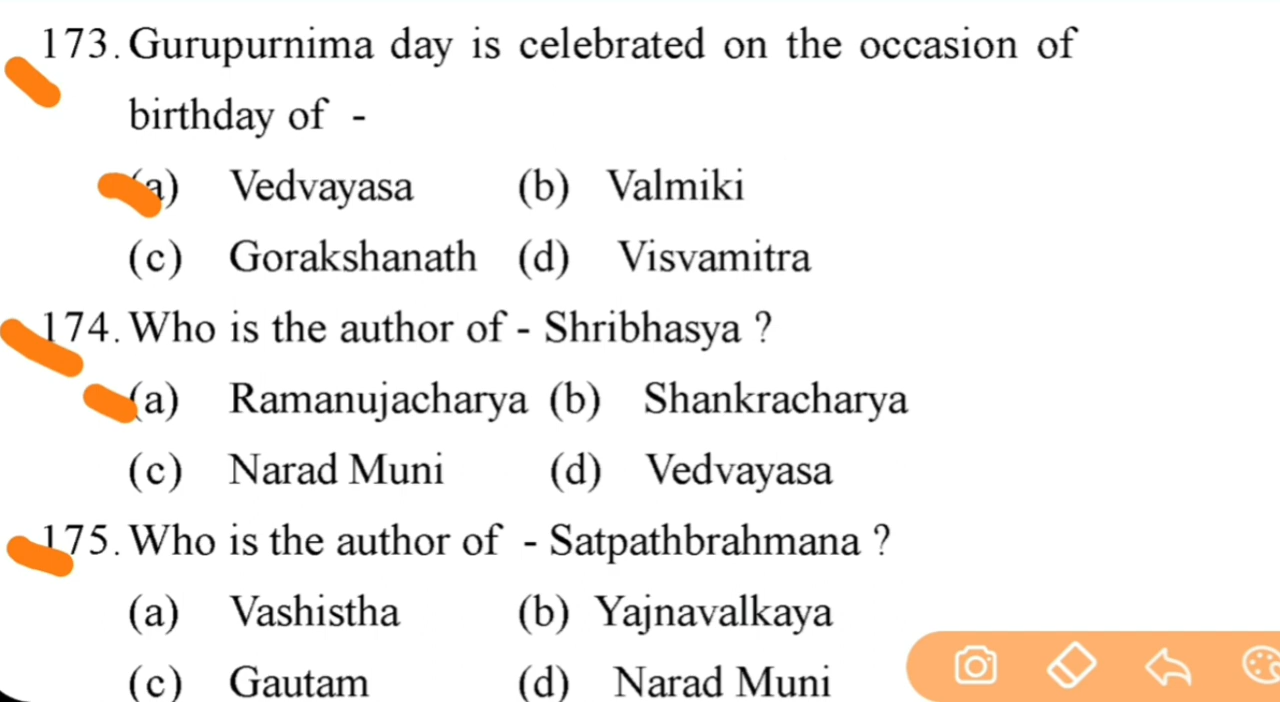 173. Gurupurnima day is celebrated on the occasion of
birthday of -
(a) Vedvayasa (b) Valmiki
(c) Gorakshanath (d) Visvamitra
174. Who is the author of - Shribhasya ?
(a) Ramanujacharya (b) Shankracharya
(c) Narad Muni (d) Vedvayasa
175. Who is the author of - Satpathbrahmana ?
(a) Vashistha (b) Yajnavalkaya
(c) Gautam (d) Narad Muni